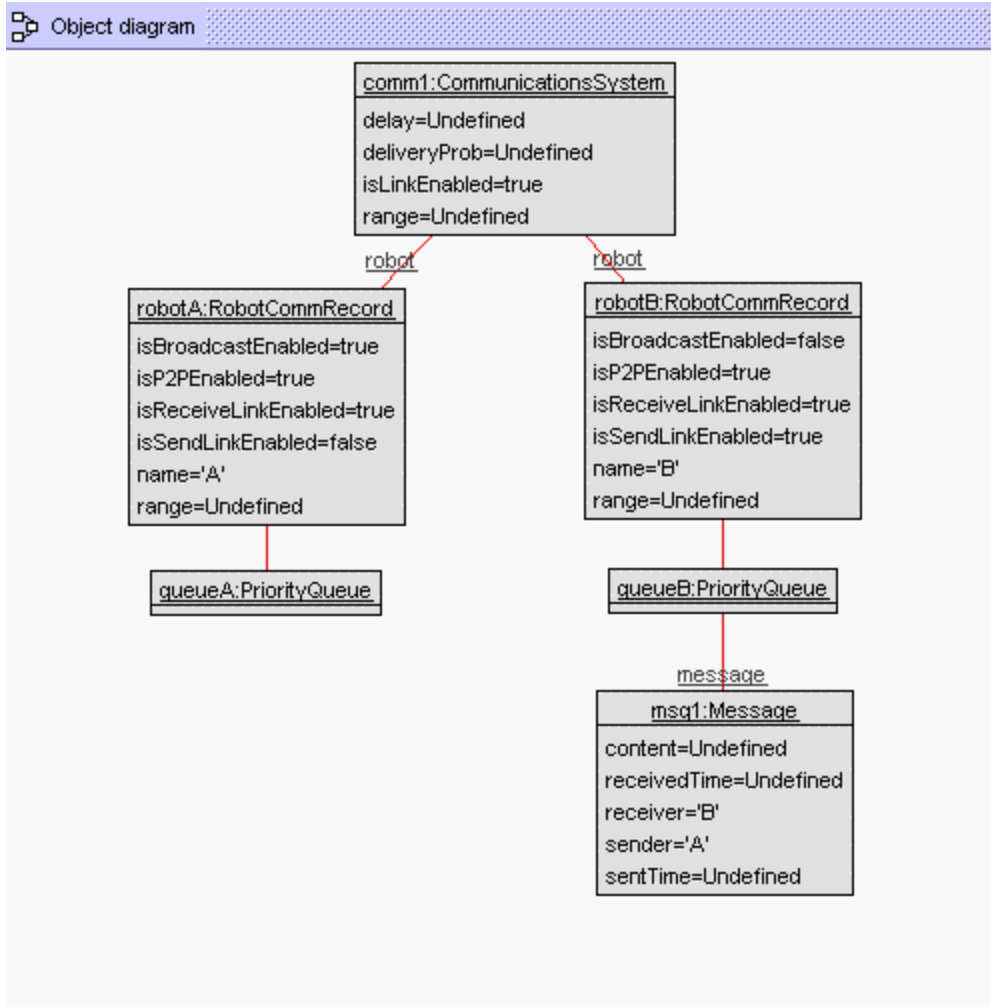 Object diagram
comm1:CommunicationsSystem
delay=Undefined
deliveryProb=Undefined
isLinkEnabled=true
range=Undefined
robot
robot
robotA:RobotCommRecord
isBroadcastEnabled=true
isP2PEnabled=true
isReceiveLinkEnabled=true
isSendLinkEnabled=false
name='A'
range=Undefined
robotB:RobotCommRecord
isBroadcastEnabled=false
isP2PEnabled=true
isReceiveLinkEnabled=true
isSendLinkEnabled=true
name='B'
range=Undefined
queueA:PriorityQueue
queueB:PriorityQueue
message
msg1:Message
content=Undefined
receivedTime=Undefined
receiver='B'
sender='A'
sentTime=Undefined